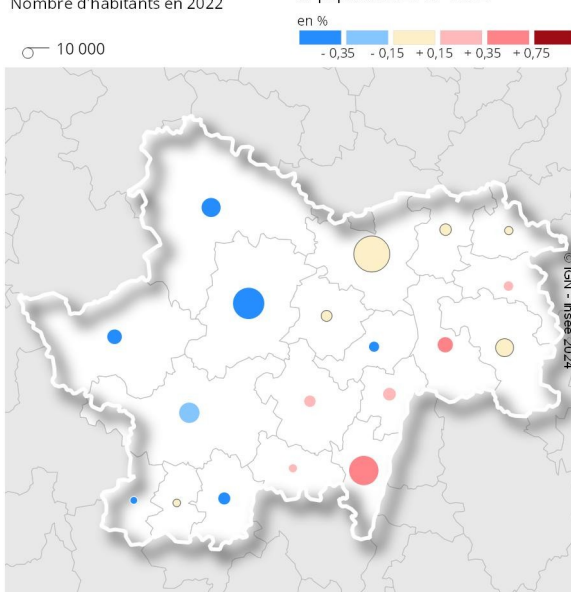 Nombre d'habitants en 2022
en %
10 000
- 0,35 - 0,15 + 0,15 + 0,35 + 0,75
© IGN - Insee 2024